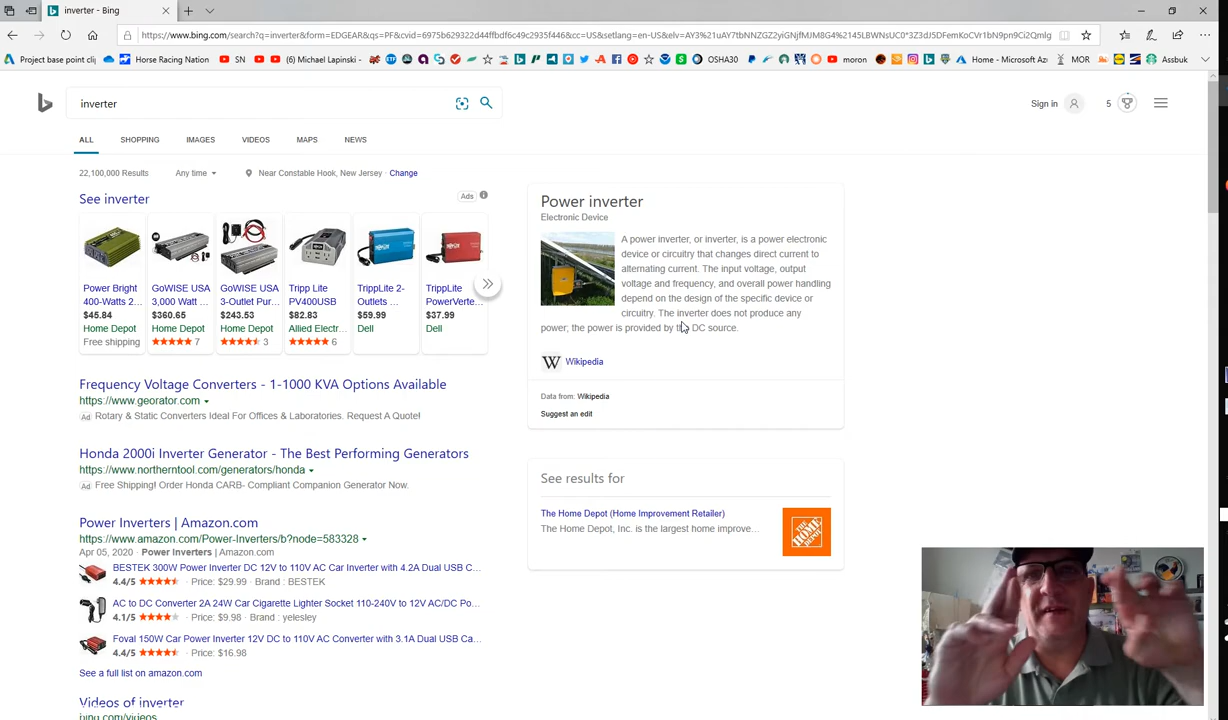 inverter - Bing
https://www.bing.com/search?q=inverter&form=EDGEAR&qs=PF&cvid=6975b629322d44ffbdf6c49c2935f446&cc=US&setlang=en-US&elv=AY3%21uAY7tbNNZGZ2yiGNjfMJM8G4%2145LBWNsUC0*3Z3dJ5DFemKoCVr1bN9pn9Ci2Qmlg
Project base point cli
Horse Racing Nation
SN
(6) Michael Lapinski -
OSHA30
moron
Home - Microsoft Az
MOR
Assbuk
inverter
Sign in
5
ALL
SHOPPING
IMAGES
VIDEOS
MAPS
NEWS
22,100,000 Results
Any time
Near Constable Hook, New Jersey · Change
See inverter
Ads
Power Bright
400-Watts 2...
$45.84
Home Depot
Free shipping
GoWISE USA
3,000 Watt ...
$360.65
Home Depot
7
GoWISE USA
3-Outlet Pur...
$243.53
Home Depot
3
Tripp Lite
PV400USB
$82.83
Allied Electr...
6
TrippLite 2-
Outlets ...
$59.99
Dell
TrippLite
PowerVerte...
$37.99
Dell
Frequency Voltage Converters - 1-1000 KVA Options Available
https://www.georator.com
Ad Rotary & Static Converters Ideal For Offices & Laboratories. Request A Quote!
Honda 2000i Inverter Generator - The Best Performing Generators
https://www.northerntool.com/generators/honda
Ad Free Shipping! Order Honda CARB- Compliant Companion Generator Now.
Power Inverters | Amazon.com
https://www.amazon.com/Power-Inverters/b?node=583328
Apr 05, 2020 · Power Inverters | Amazon.com
BESTEK 300W Power Inverter DC 12V to 110V AC Car Inverter with 4.2A Dual USB C...
4.4/5 · Price: $29.99 · Brand : BESTEK
AC to DC Converter 2A 24W Car Cigarette Lighter Socket 110-240V to 12V AC/DC Po...
4.1/5 · Price: $9.98 · Brand : yelesley
Foval 150W Car Power Inverter 12V DC to 110V AC Converter with 3.1A Dual USB Ca...
4.4/5 · Price: $16.98
See a full list on amazon.com
Videos of inverter
bing.com/videos
Power inverter
Electronic Device
A power inverter, or inverter, is a power electronic
device or circuitry that changes direct current to
alternating current. The input voltage, output
voltage and frequency, and overall power handling
depend on the design of the specific device or
circuitry. The inverter does not produce any
power; the power is provided by the DC source.
W Wikipedia
Data from: Wikipedia
Suggest an edit
See results for
The Home Depot (Home Improvement Retailer)
The Home Depot, Inc. is the largest home improve...
THE HOME DEPOT